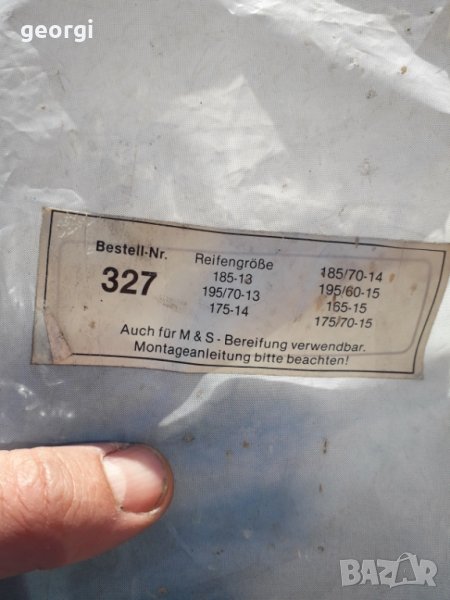 georgi
Bestell-Nr.
327
Reifengröße
185-13
195/70-13
175-14
185/70-14
195/60-15
165-15
175/70-15
Auch für M & S - Bereifung verwendbar.
Montageanleitung bitte beachten!
BAZAR